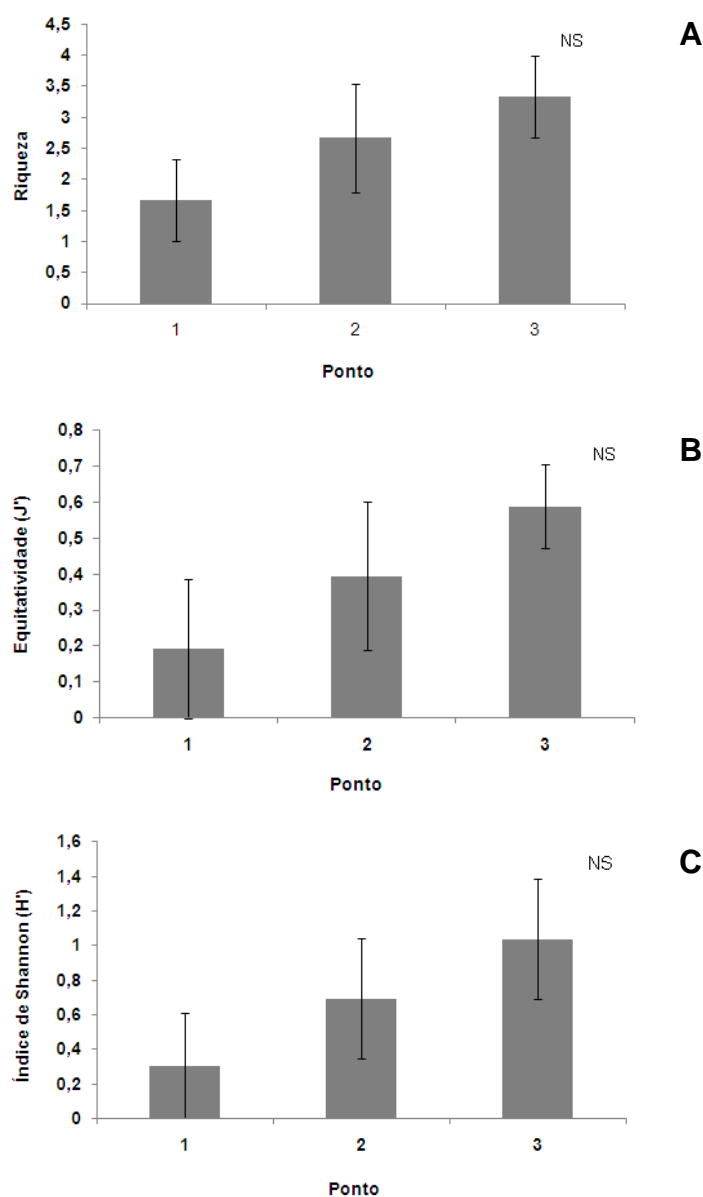 A
NS
Riqueza
4,5
4
3,5
3
2,5
2
1,5
1
0,5
0
1 2 3
Ponto
B
NS
Equitatividade (J')
0,8
0,7
0,6
0,5
0,4
0,3
0,2
0,1
0
1 2 3
Ponto
C
NS
Índice de Shannon (H')
1,6
1,4
1,2
1
0,8
0,6
0,4
0,2
0
1 2 3
Ponto